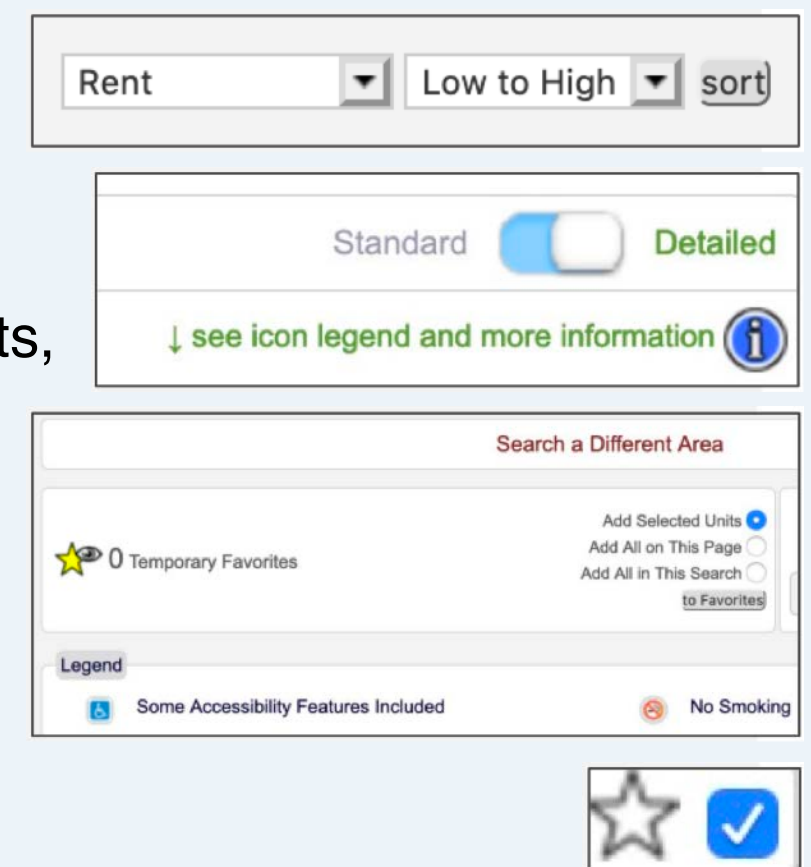 Rent Low to High sort
Standard Detailed
ts,
↓ see icon legend and more information
Search a Different Area
Add Selected Units
0 Temporary Favorites
Add All on This Page
Add All in This Search
to Favorites
Legend
Some Accessibility Features Included No Smoking